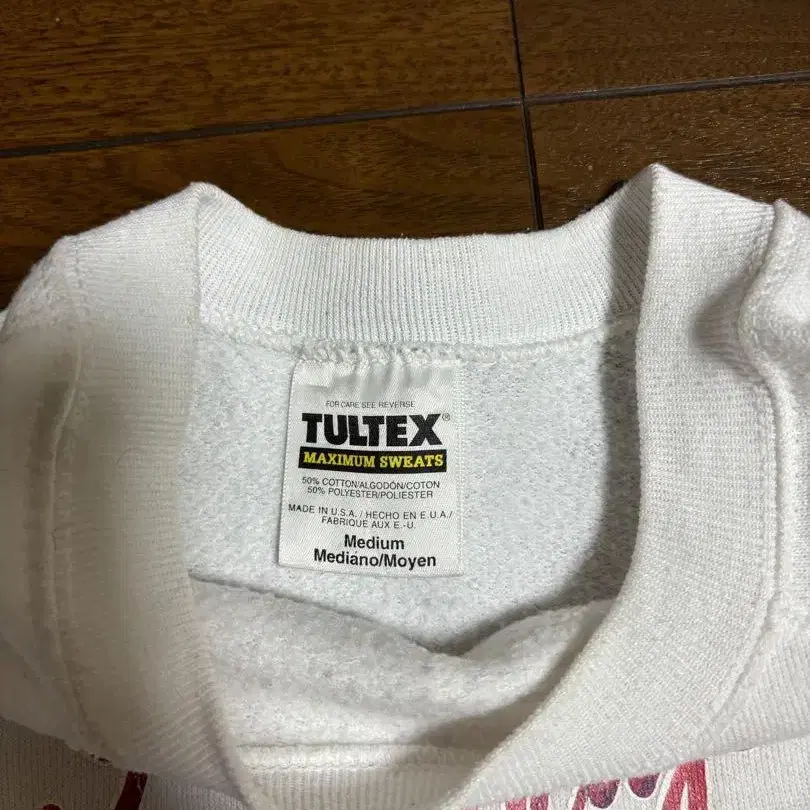 FOR CARE SEE REVERSE
TULTEX®
MAXIMUM SWEATS
50% COTTON/ALGODÓN/COTON
50% POLYESTER/POLIESTER
MADE IN U.S.A. / HECHO EN E.U.A./
FABRIQUE AUX E.-U.
Medium
Mediano/Moyen